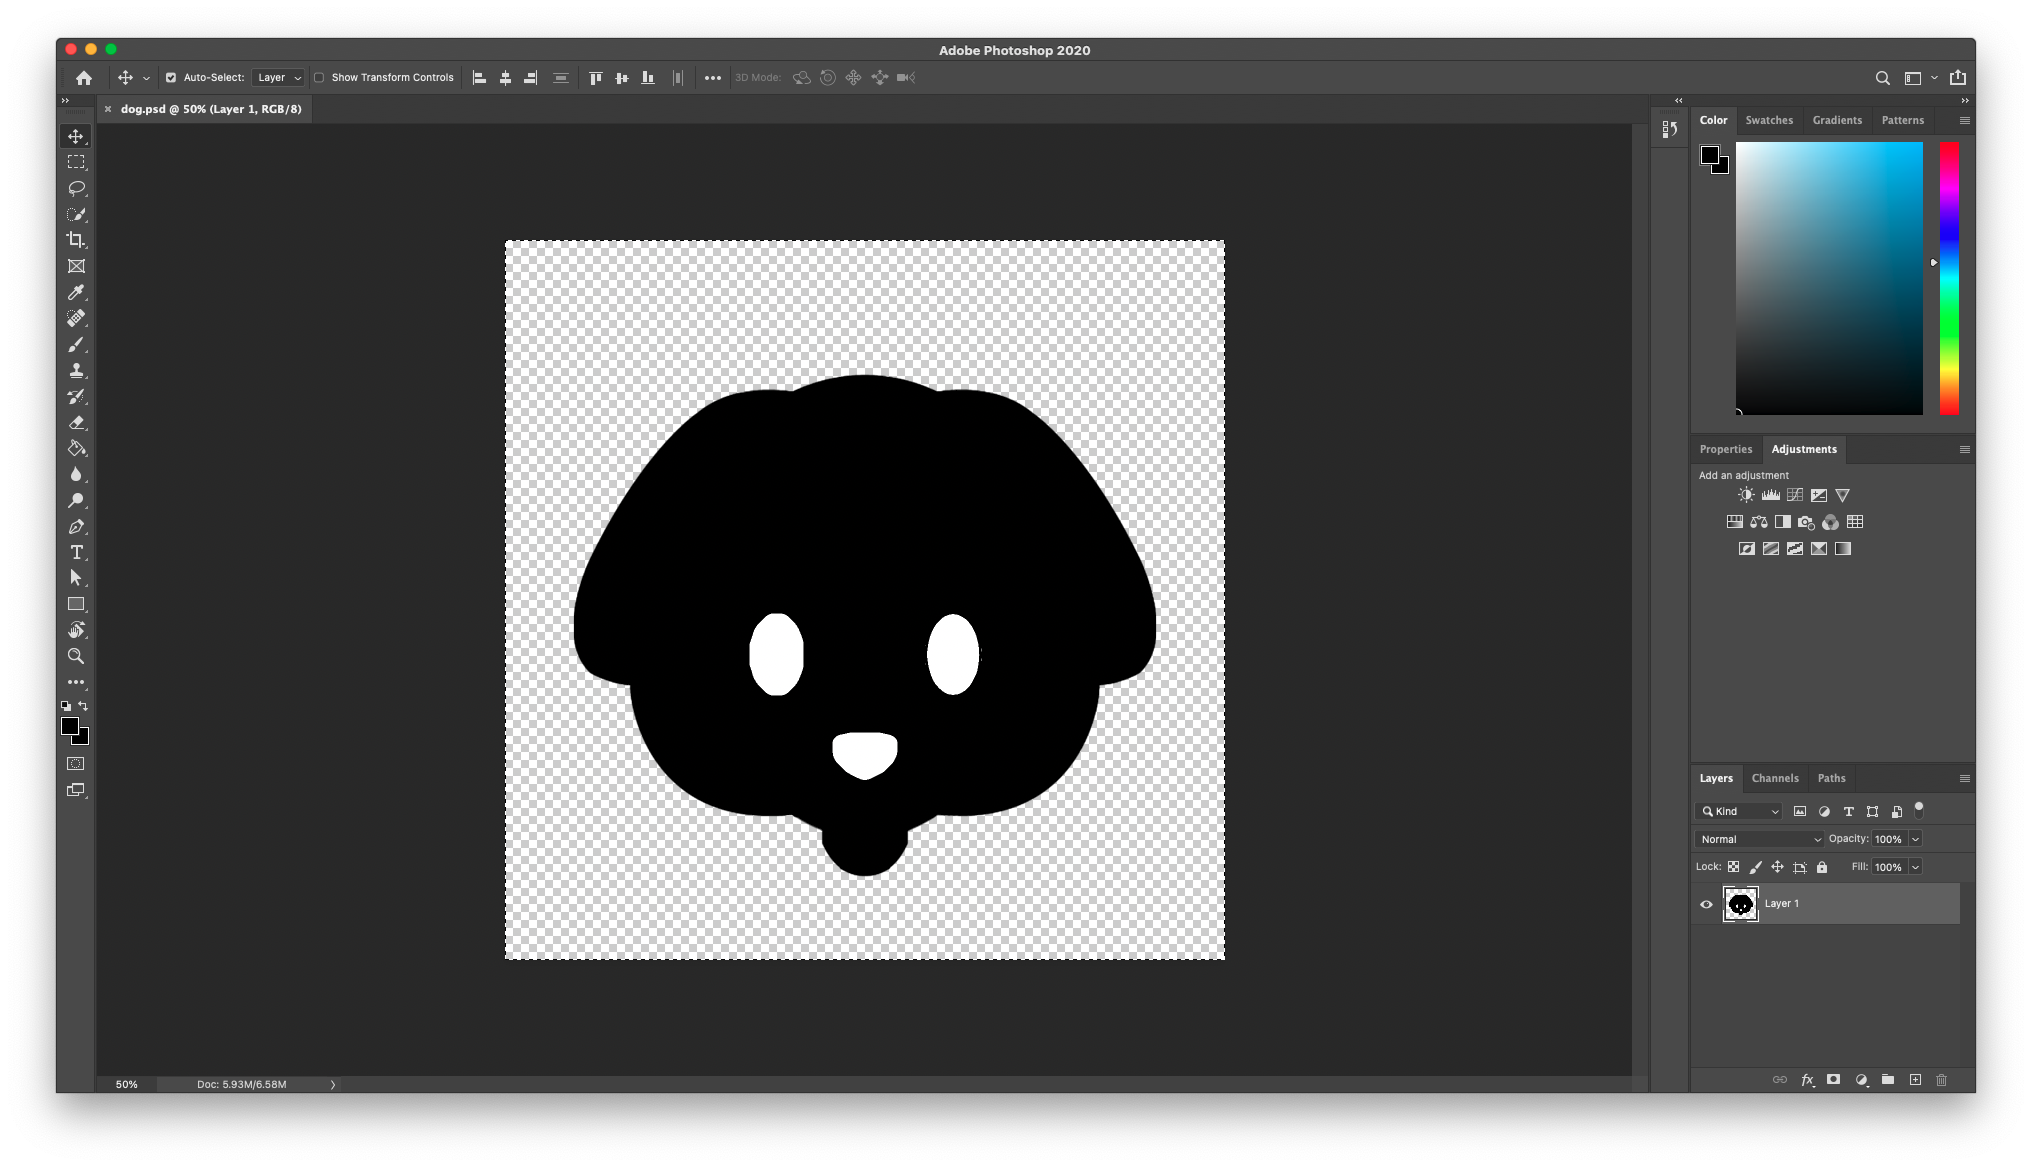 Adobe Photoshop 2020
Auto-Select: Layer Show Transform Controls 3D Mode:
dog.psd @ 50% (Layer 1, RGB/8)
Color Swatches Gradients Patterns
Properties Adjustments
Add an adjustment
Layers Channels Paths
Kind
Normal Opacity: 100%
Lock: Fill: 100%
Layer 1
50% Doc: 5.93M/6.58M